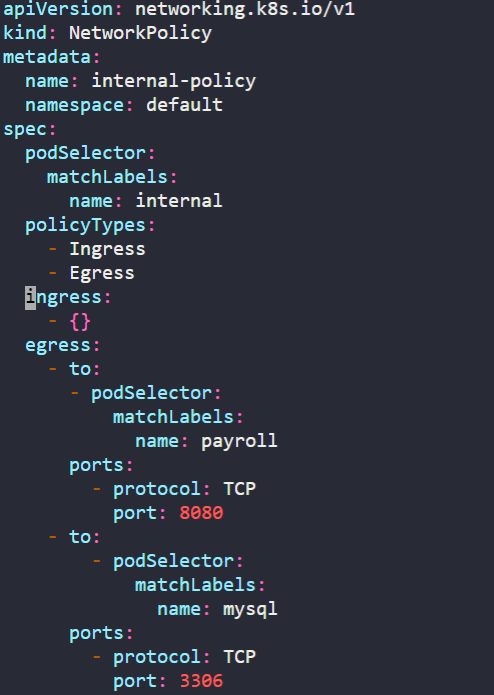 apiVersion: networking.k8s.io/v1
kind: NetworkPolicy
metadata:
  name: internal-policy
  namespace: default
spec:
  podSelector:
    matchLabels:
      name: internal
  policyTypes:
    - Ingress
    - Egress
  ingress:
    - {}
  egress:
    - to:
      - podSelector:
          matchLabels:
            name: payroll
      ports:
        - protocol: TCP
          port: 8080
    - to:
        - podSelector:
            matchLabels:
              name: mysql
      ports:
        - protocol: TCP
          port: 3306